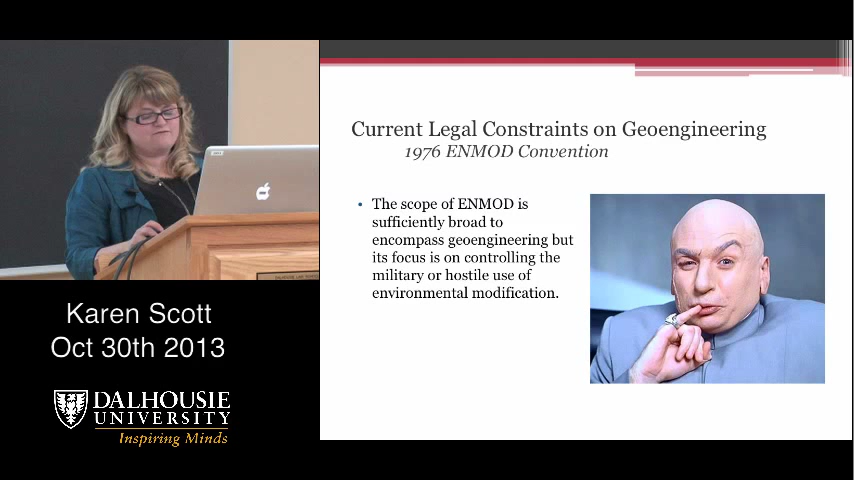 Current Legal Constraints on Geoengineering
1976 ENMOD Convention
• The scope of ENMOD is
sufficiently broad to
encompass geoengineering but
its focus is on controlling the
military or hostile use of
environmental modification.
Karen Scott
Oct 30th 2013
DALHOUSIE
UNIVERSITY
Inspiring Minds